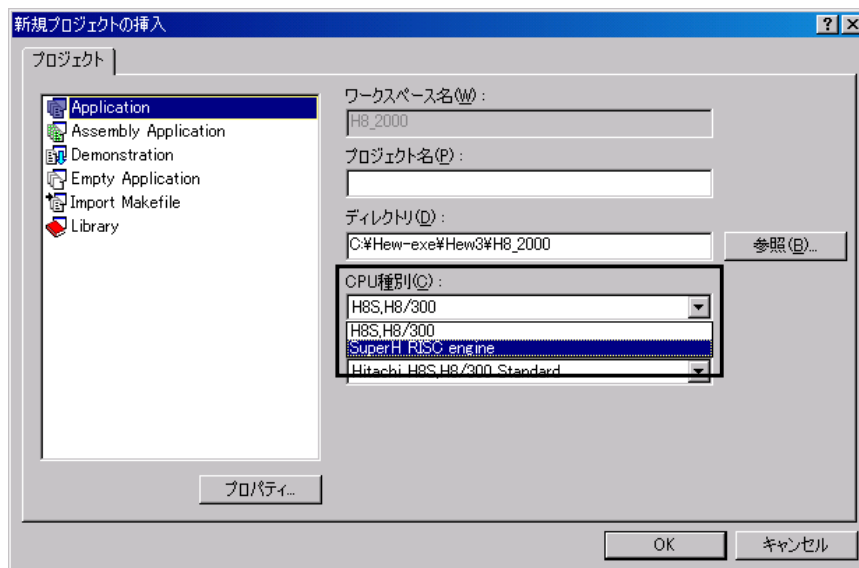 新規プロジェクトの挿入
プロジェクト
Application
Assembly Application
Demonstration
Empty Application
Import Makefile
Library
プロパティ...
ワークスペース名(W) :
H8_2000
プロジェクト名(P) :
ディレクトリ(D) :
C:¥Hew-exe¥Hew3¥H8_2000
参照(B)...
CPU種別(C) :
H8S,H8/300
H8S,H8/300
SuperH RISC engine
Hitachi H8S,H8/300 Standard
OK
キャンセル